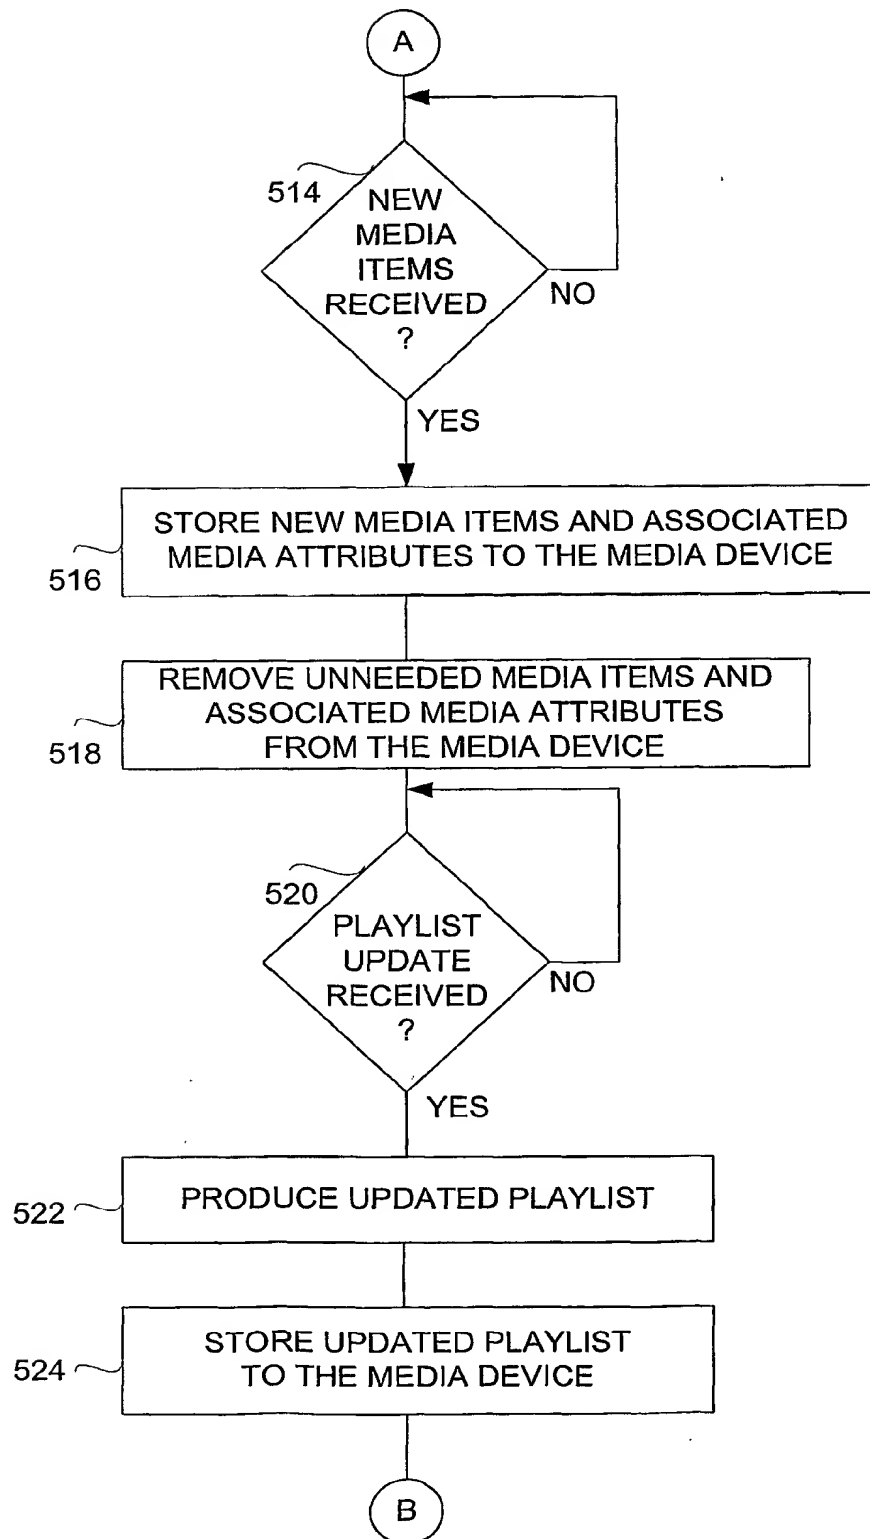 A
514
NEW
MEDIA
ITEMS
RECEIVED
?
NO
YES
STORE NEW MEDIA ITEMS AND ASSOCIATED
MEDIA ATTRIBUTES TO THE MEDIA DEVICE
516
REMOVE UNNEEDED MEDIA ITEMS AND
ASSOCIATED MEDIA ATTRIBUTES
FROM THE MEDIA DEVICE
518
520
PLAYLIST
UPDATE
RECEIVED
?
NO
YES
PRODUCE UPDATED PLAYLIST
522
STORE UPDATED PLAYLIST
TO THE MEDIA DEVICE
524
B